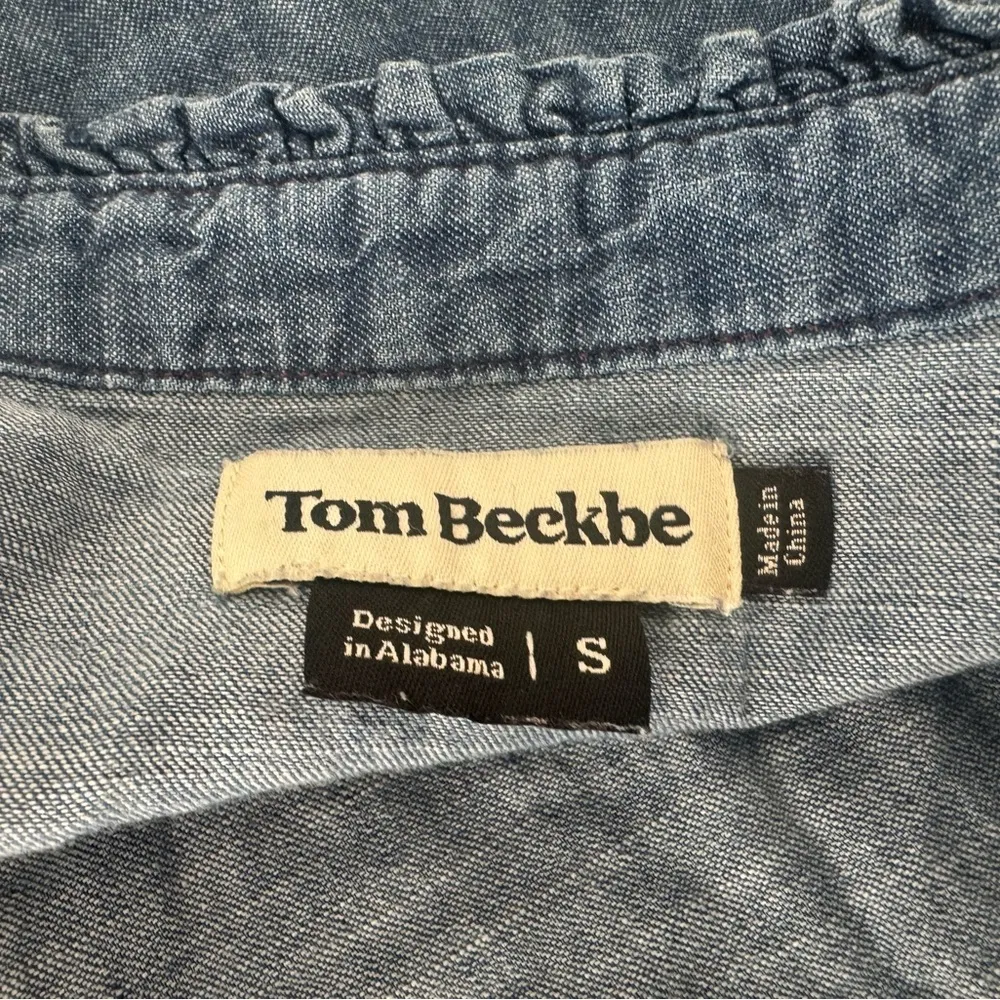 Tom Beckbe
Made in
China
Designed
in Alabama | S